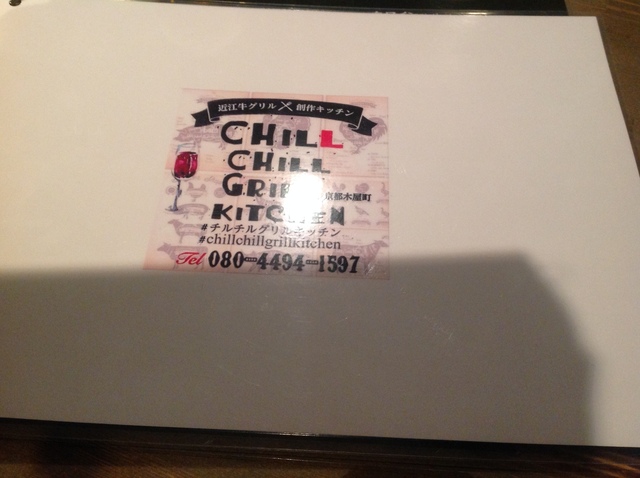 近江牛グリル×創作キッチン
CHILL
CHILL
京都木屋町
KITCHEN
#チルチルグリルキッチン
#chillchillgrillkitchen
Tel 080-4494-1597